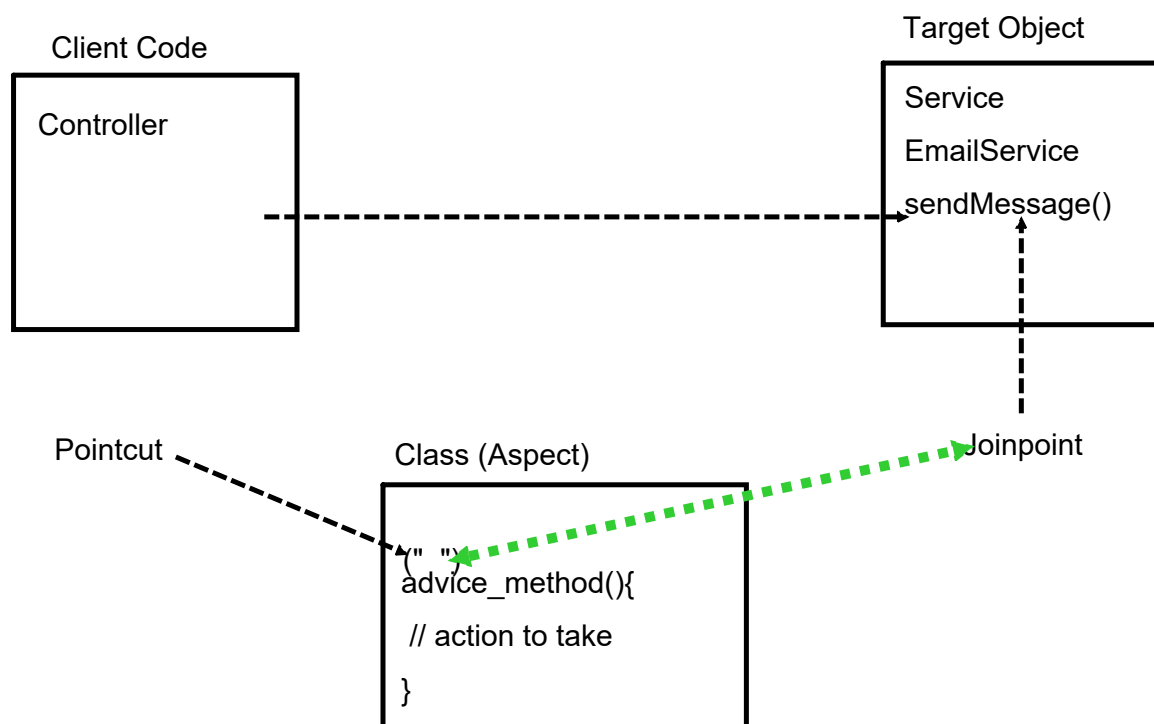 Client Code
Controller
Target Object
Service
EmailService
sendMessage()
Pointcut
Class (Aspect)
Joinpoint
("  ")
advice_method(){
// action to take
}